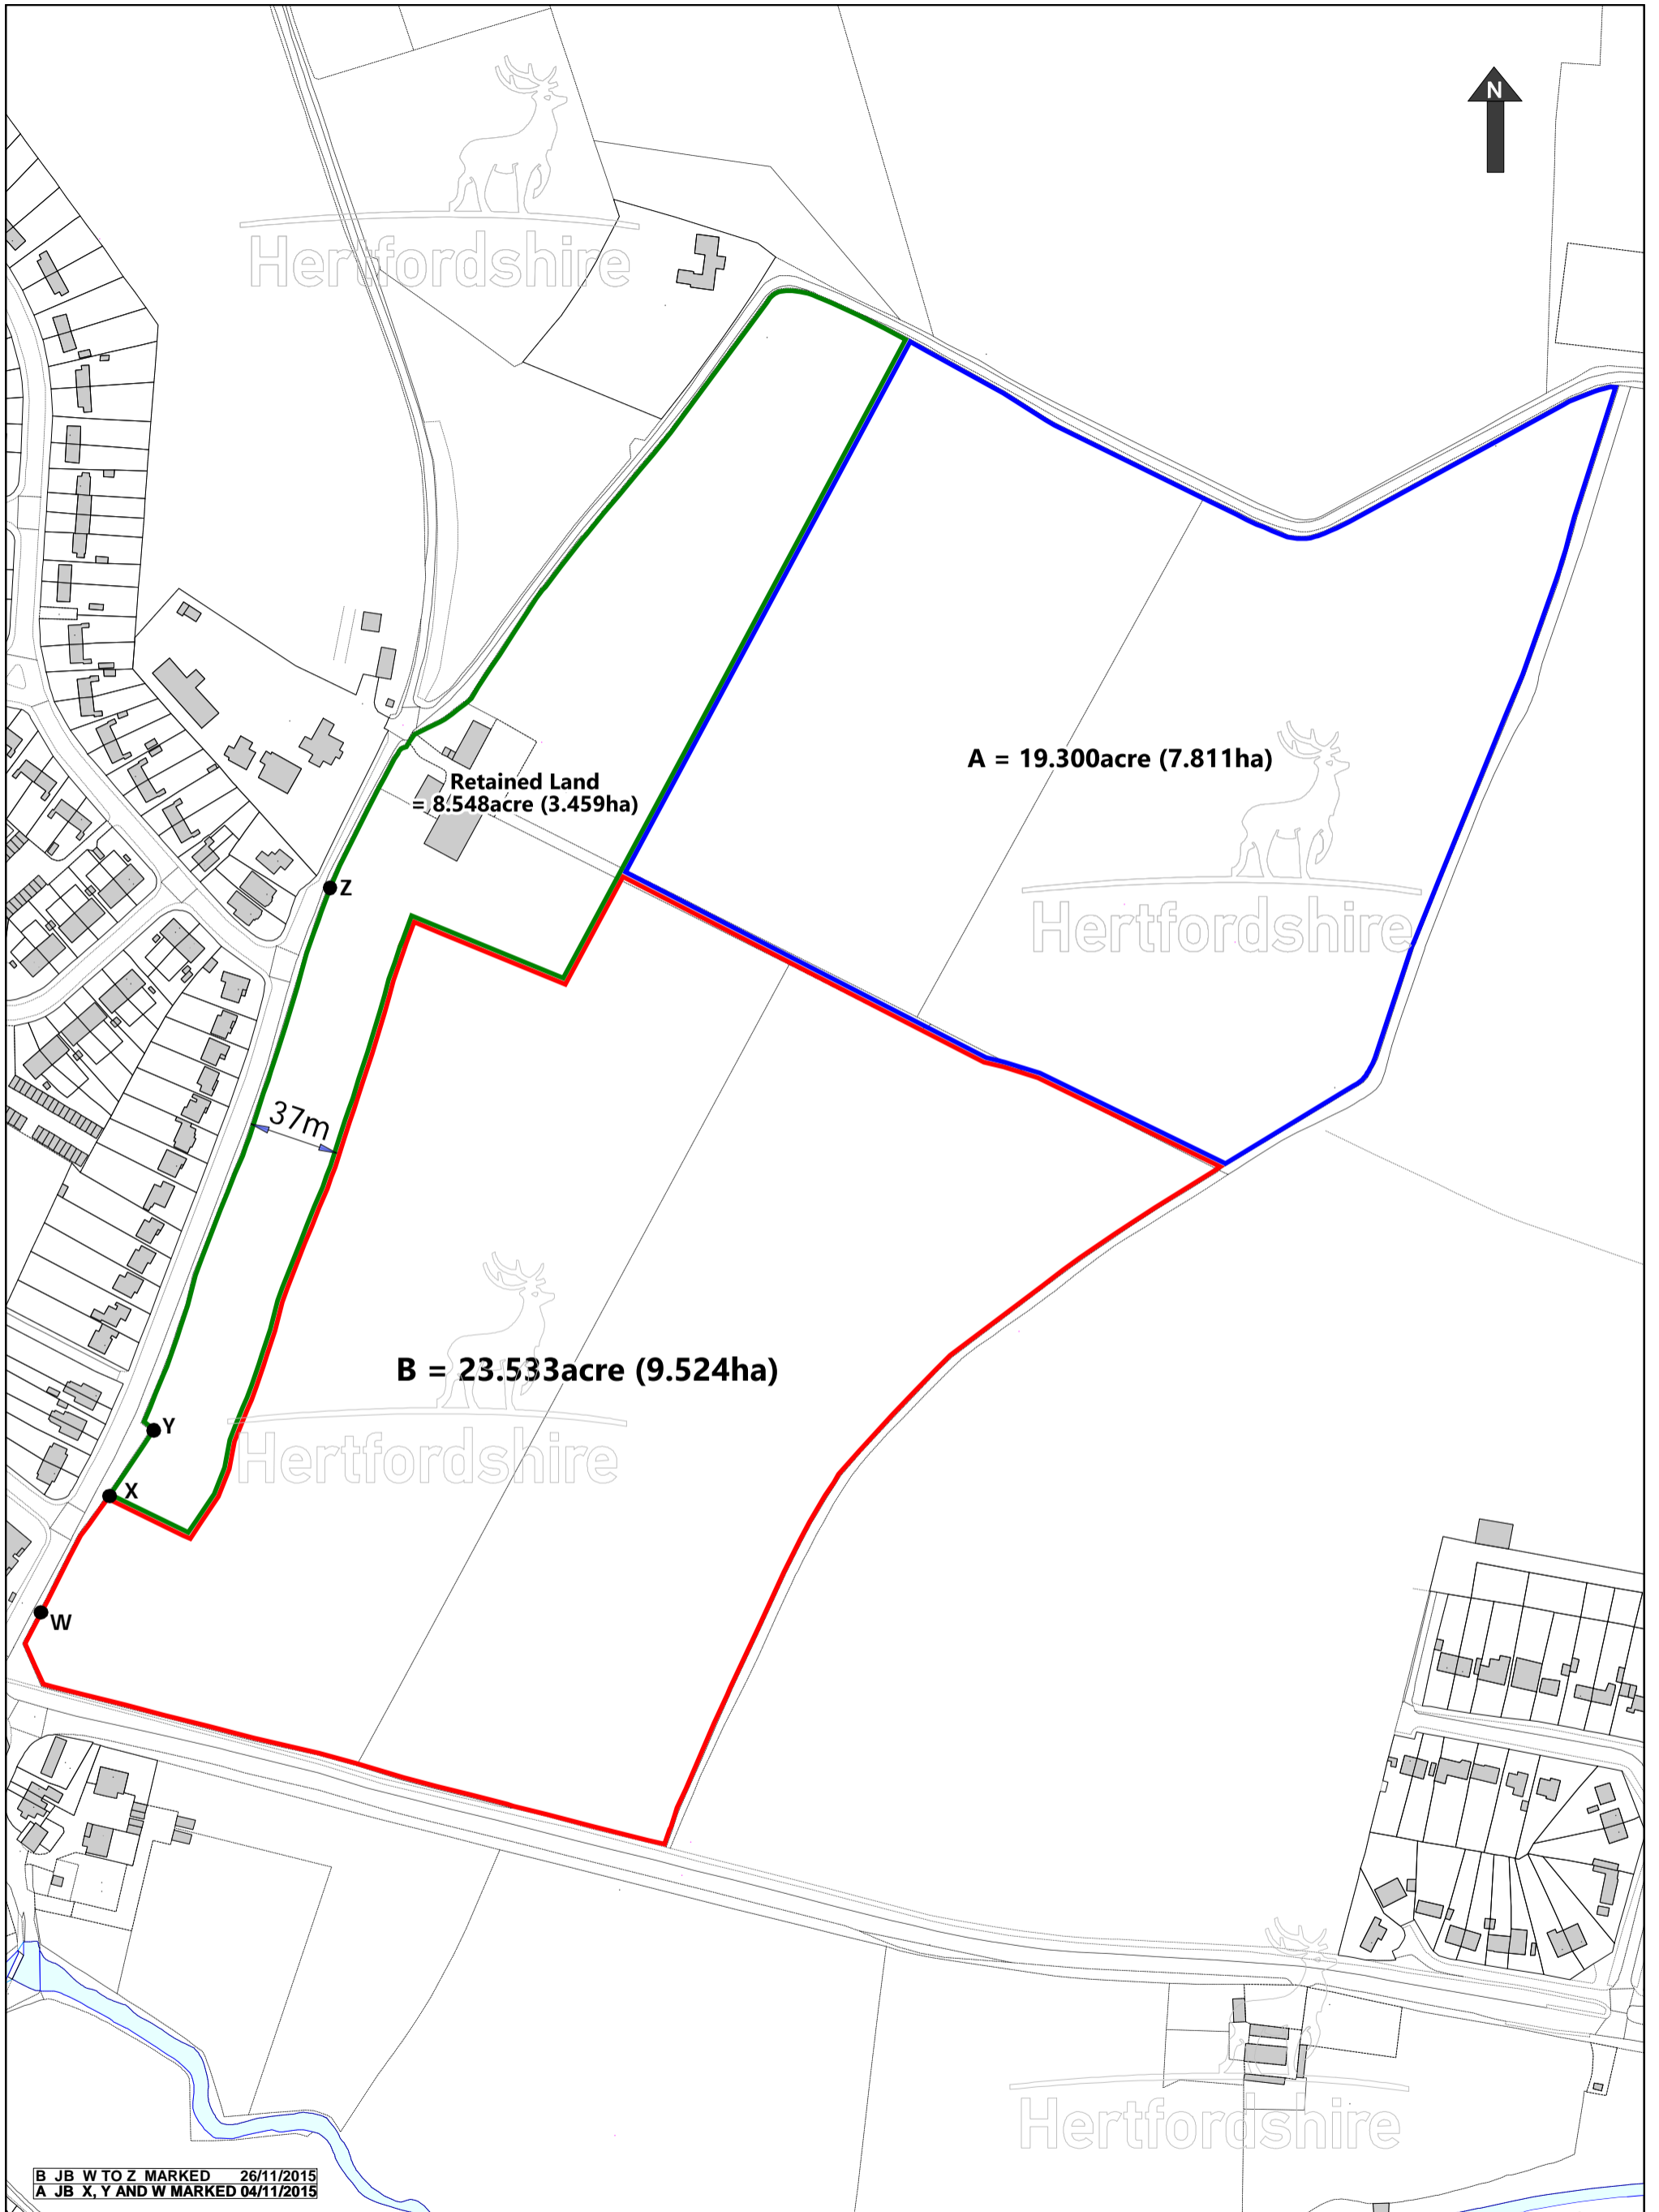 N
Hertfordshire
A = 19.300acre (7.811ha)
Retained Land
= 8.548acre (3.459ha)
Z
Hertfordshire
37m
B = 23.533acre (9.524ha)
Y
Hertfordshire
X
W
Hertfordshire
B JB W TO Z MARKED 26/11/2015
A JB X, Y AND W MARKED 04/11/2015